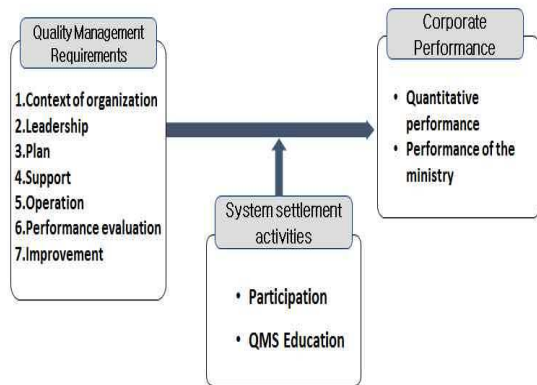 Quality Management
Requirements
1.Context of organization
2.Leadership
3.Plan
4.Support
5.Operation
6.Performance evaluation
7.Improvement
System settlement
activities
• Participation
• QMS Education
Corporate
Performance
• Quantitative
performance
• Performance of the
ministry